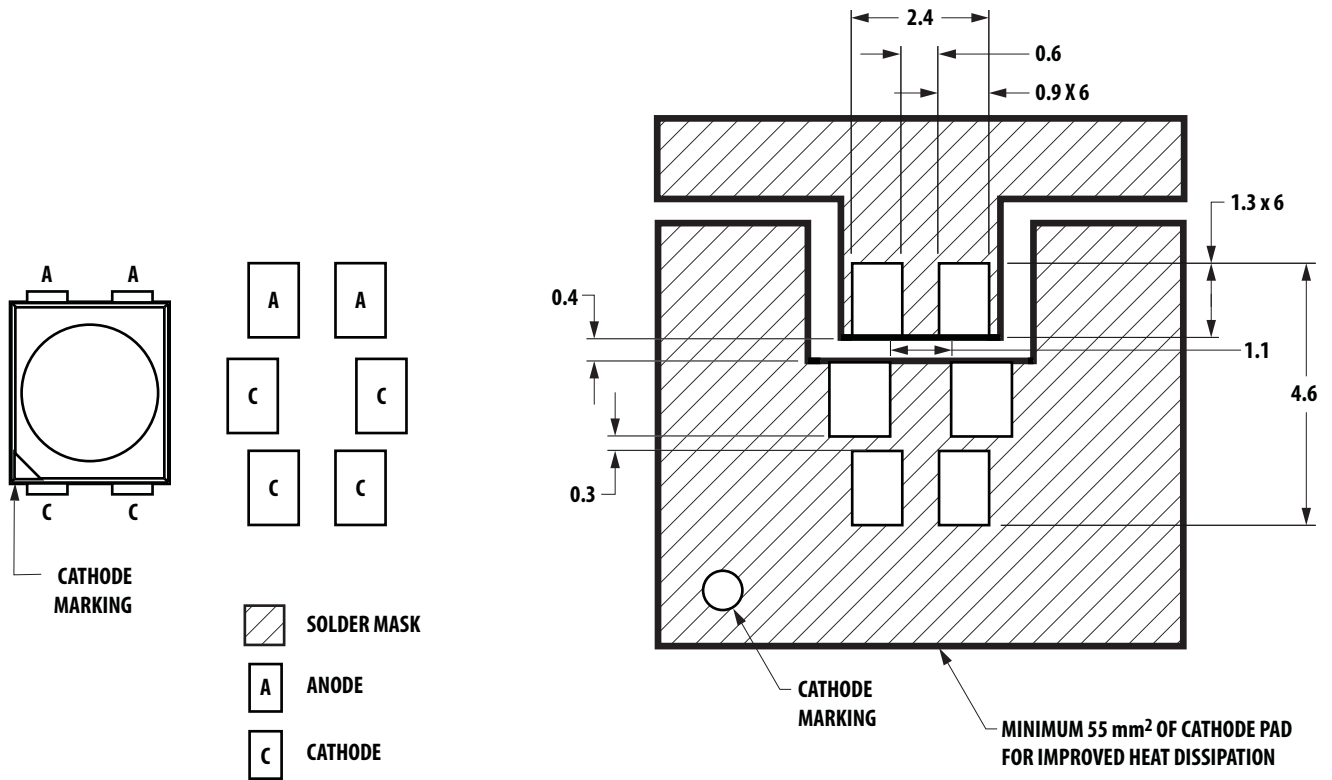 2.4
0.6
0.9 X 6
1.3 x 6
A A
A A
0.4
1.1
C C
4.6
C C
0.3
C C
CATHODE
MARKING
SOLDER MASK
A ANODE
C CATHODE
CATHODE
MARKING
MINIMUM 55 mm² OF CATHODE PAD
FOR IMPROVED HEAT DISSIPATION